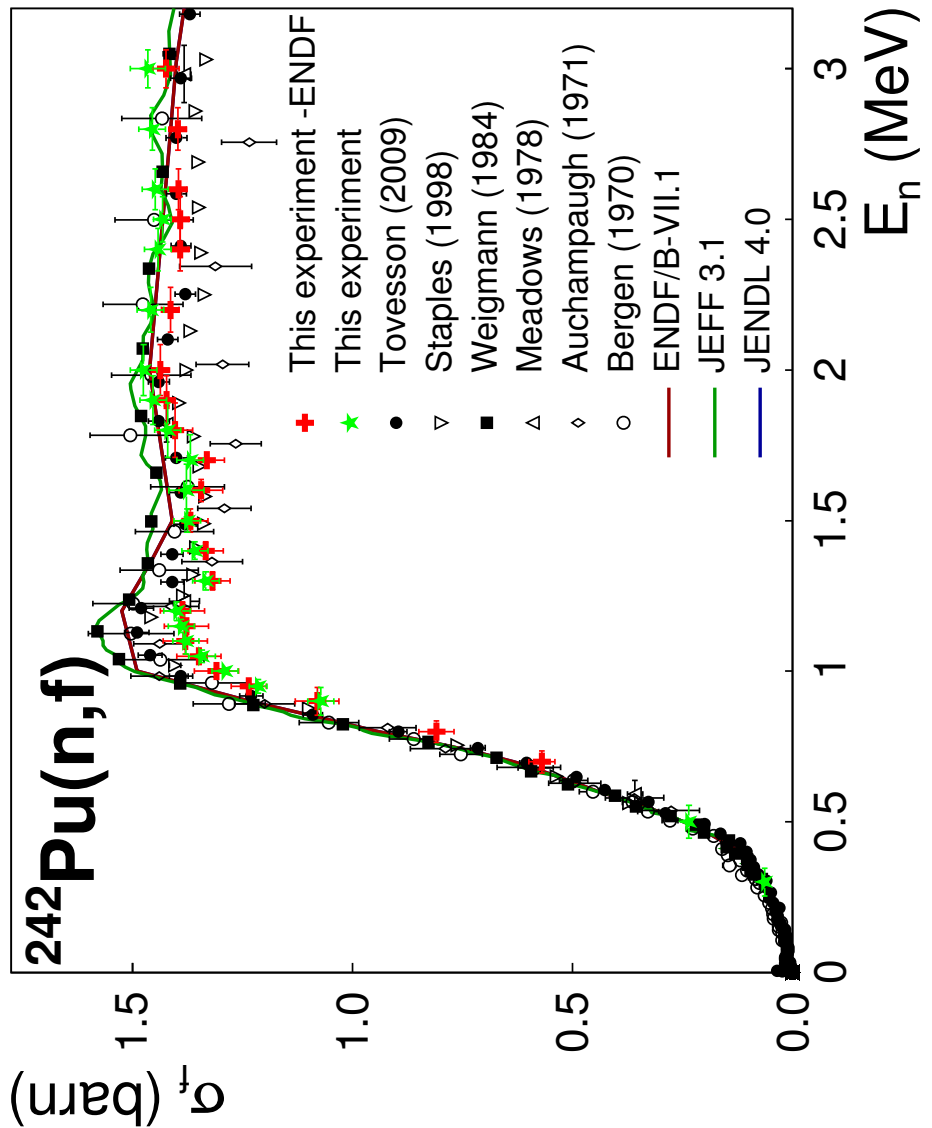 ²⁴²Pu(n,f)
σ_f (barn)
1.5
1.0
0.5
0.0
0
0.5
1
1.5
2
2.5
3
E_n (MeV)
This experiment -ENDF
This experiment
Tovesson (2009)
Staples (1998)
Weigmann (1984)
Meadows (1978)
Auchampaugh (1971)
Bergen (1970)
ENDF/B-VII.1
JEFF 3.1
JENDL 4.0